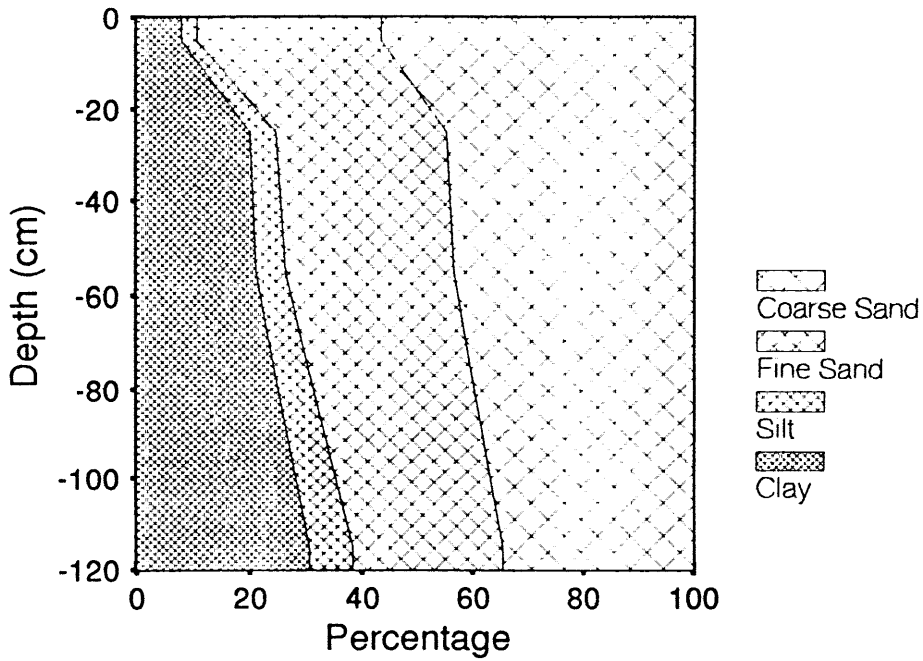 0
-20
-40
-60
-80
-100
-120
Depth (cm)
0 20 40 60 80 100
Percentage
Coarse Sand
Fine Sand
Silt
Clay